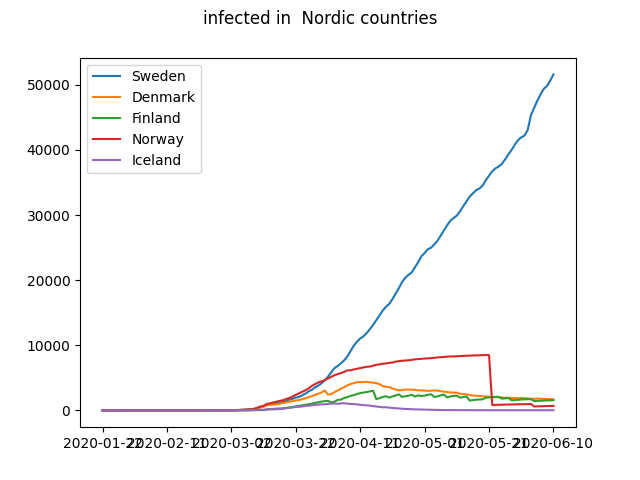 infected in  Nordic countries
50000
40000
30000
20000
10000
0
Sweden
Denmark
Finland
Norway
Iceland
2020-01-22 2020-02-11 2020-03-02 2020-03-22 2020-04-11 2020-05-01 2020-05-21 2020-06-10